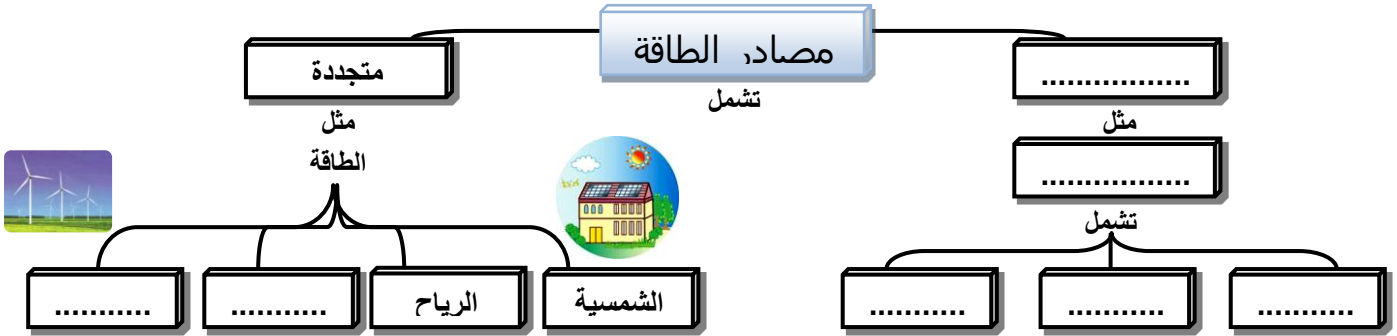 مصادر الطاقة
تشمل
.................
مثل
.................
تشمل
...........
...........
...........
متجددة
مثل
الطاقة
الشمسية
الرياح
...........
...........